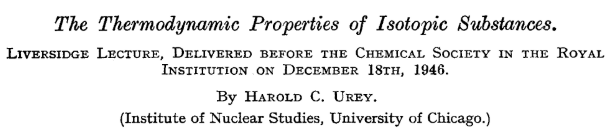 The Thermodynamic Properties of Isotopic Substances.
Liversidge Lecture, Delivered before the Chemical Society in the Royal
Institution on December 18th, 1946.
By Harold C. Urey.
(Institute of Nuclear Studies, University of Chicago.)